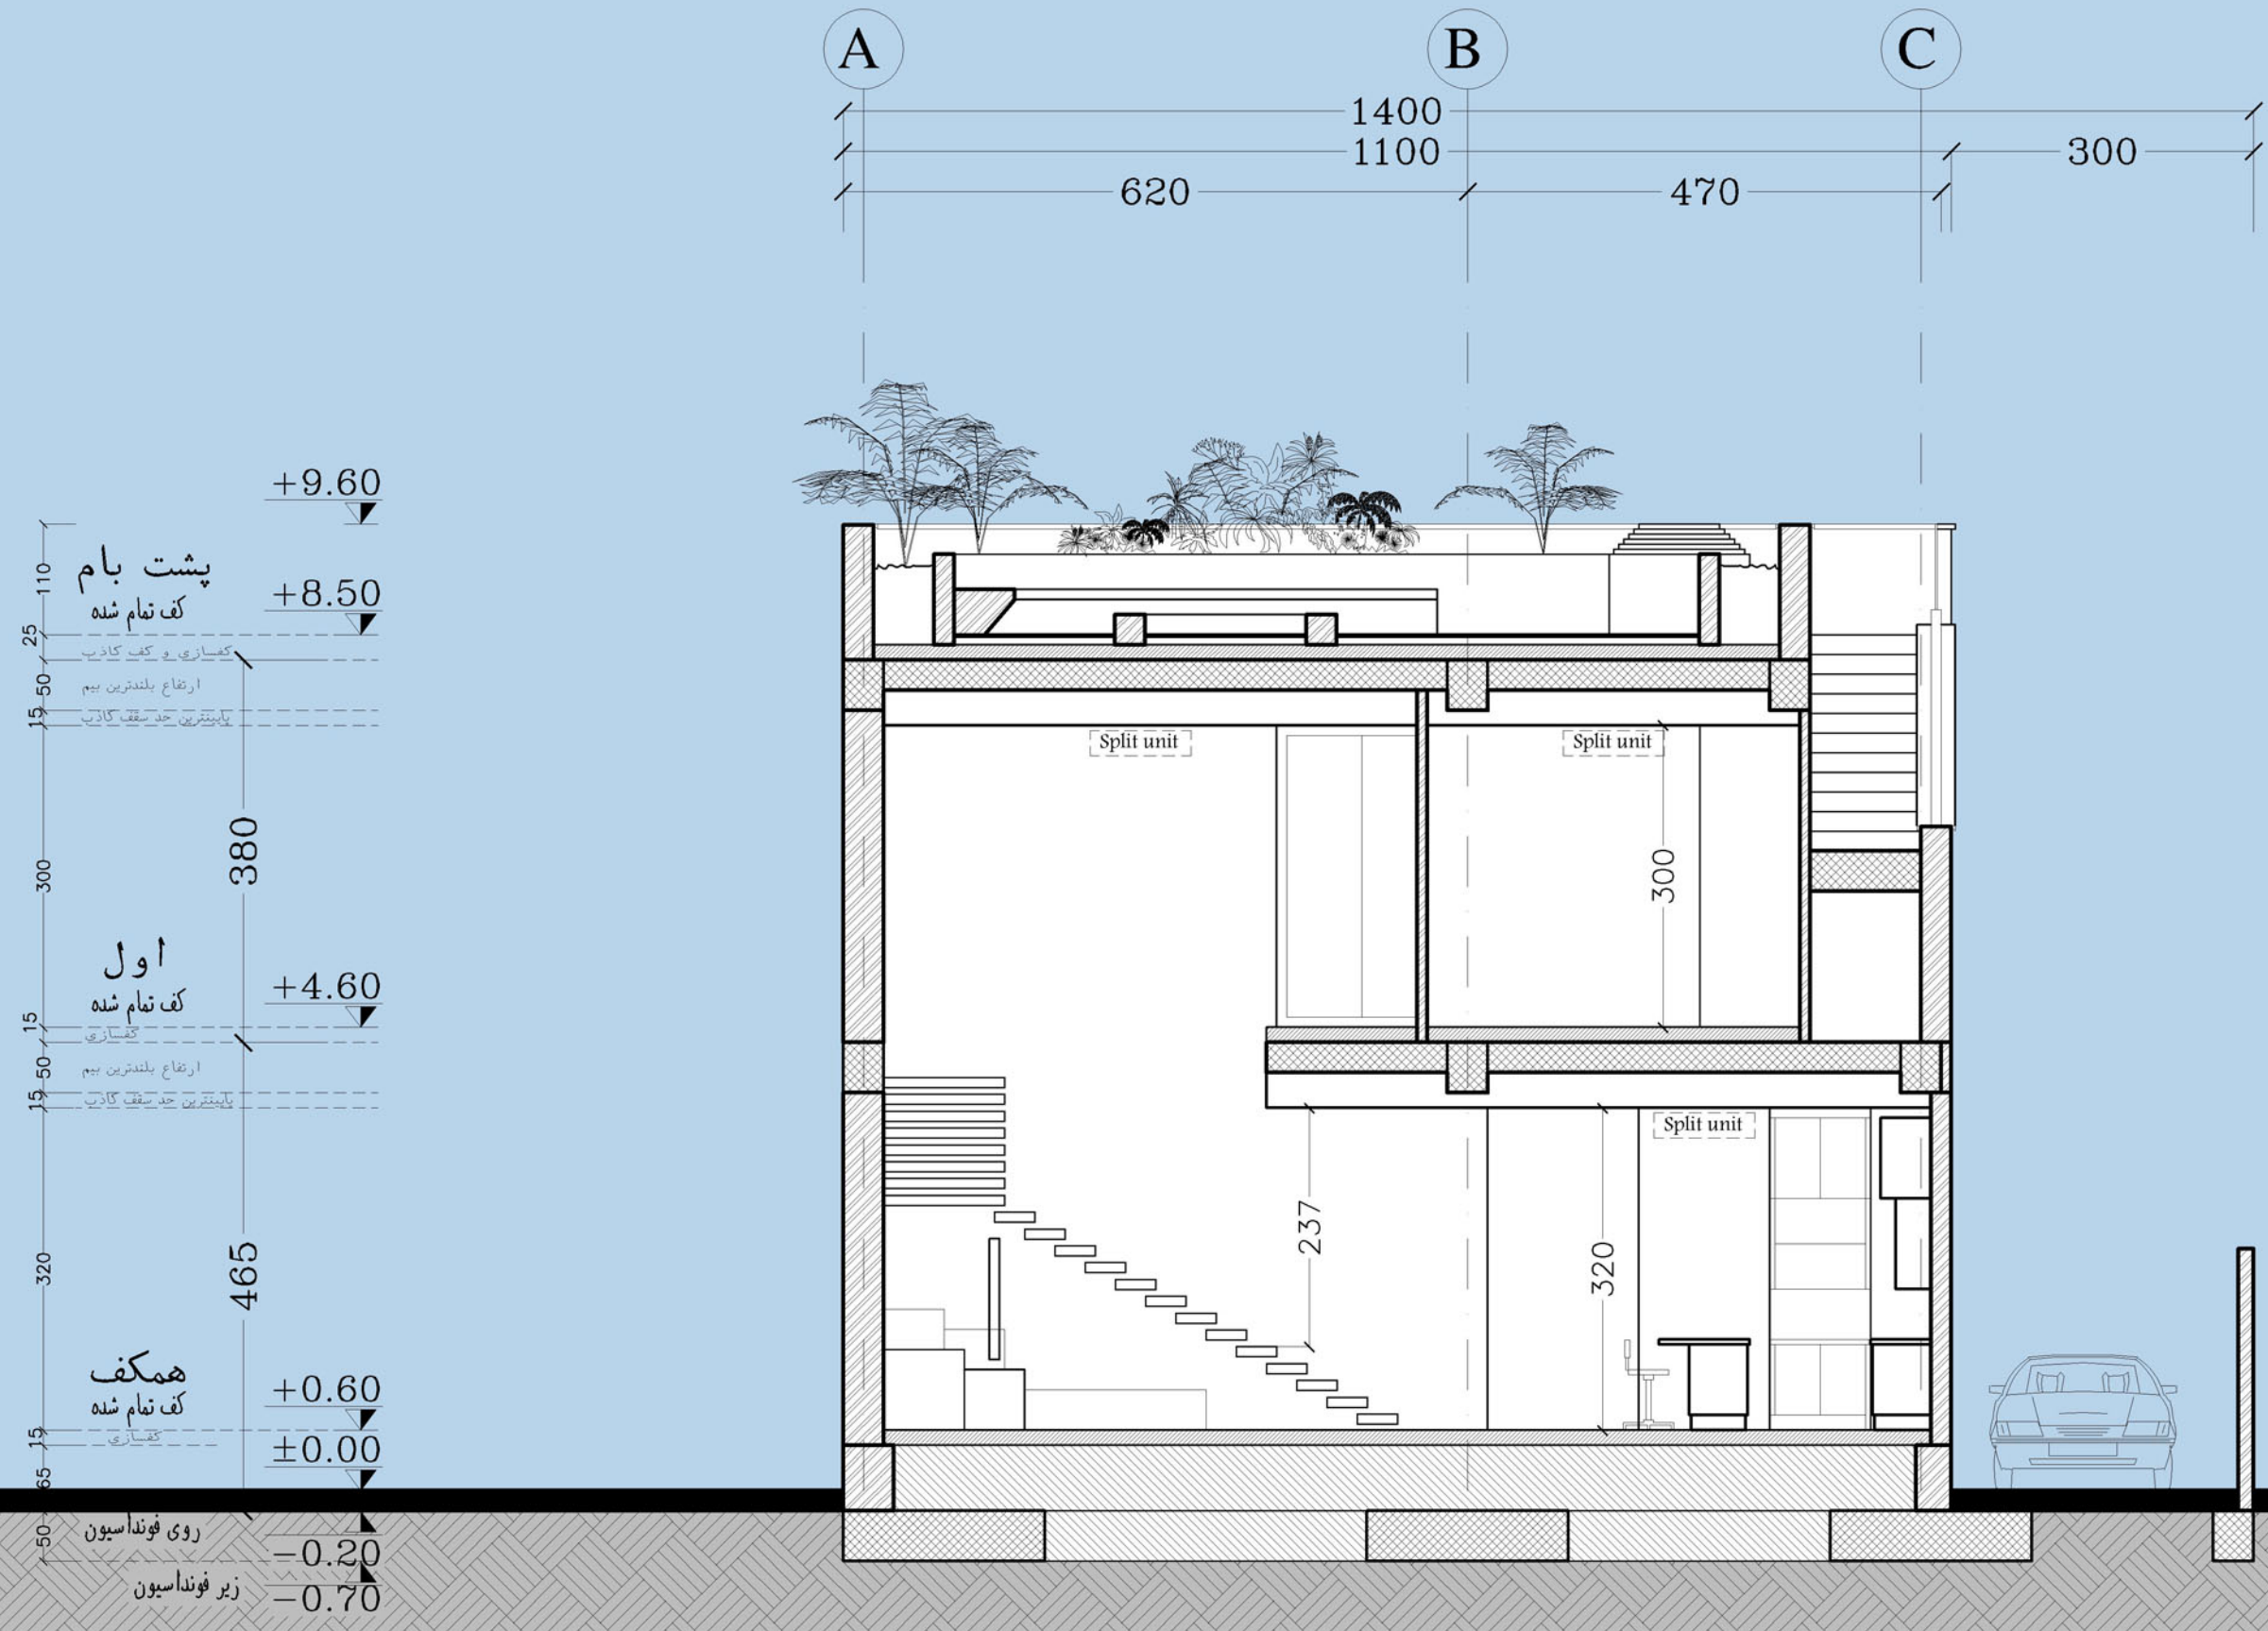 A B C
1400
1100 300
620 470
+9.60
110
پشت بام
کف تمام شده
+8.50
25
کفسازی و کف کاذب
50
ارتفاع بلندترین بیم
15
پایینترین حد سقف کاذب
Split unit Split unit
380
300
300
اول
کف تمام شده
+4.60
15
کفسازی
50
ارتفاع بلندترین بیم
15
پایینترین حد سقف کاذب
Split unit
237
320
320
465
همکف
کف تمام شده
+0.60
15
کفسازی
±0.00
65
50
روی فونداسیون
−0.20
زیر فونداسیون
−0.70